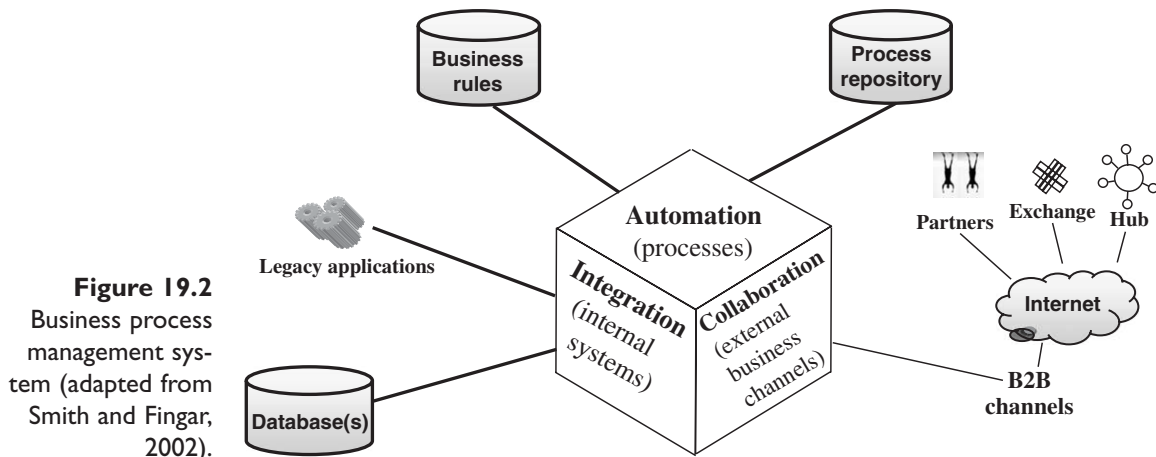 Business
rules
Process
repository
Partners
Exchange
Hub
Automation
(processes)
Legacy applications
Integration
(internal
systems)
Collaboration
(external
business
channels)
Internet
B2B
channels
Database(s)
Figure 19.2
Business process
management sys-
tem (adapted from
Smith and Fingar,
2002).